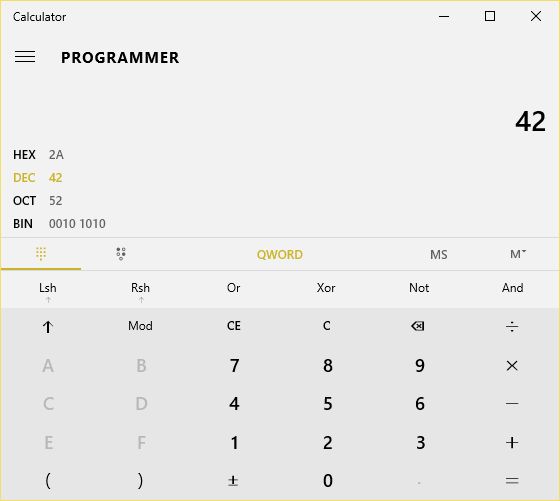 Calculator
PROGRAMMER
42
HEX 2A
DEC 42
OCT 52
BIN 0010 1010
QWORD MS M
Lsh Rsh Or Xor Not And
↑ Mod CE C ÷
A B 7 8 9 ×
C D 4 5 6 −
E F 1 2 3 +
( ) ± 0 . =